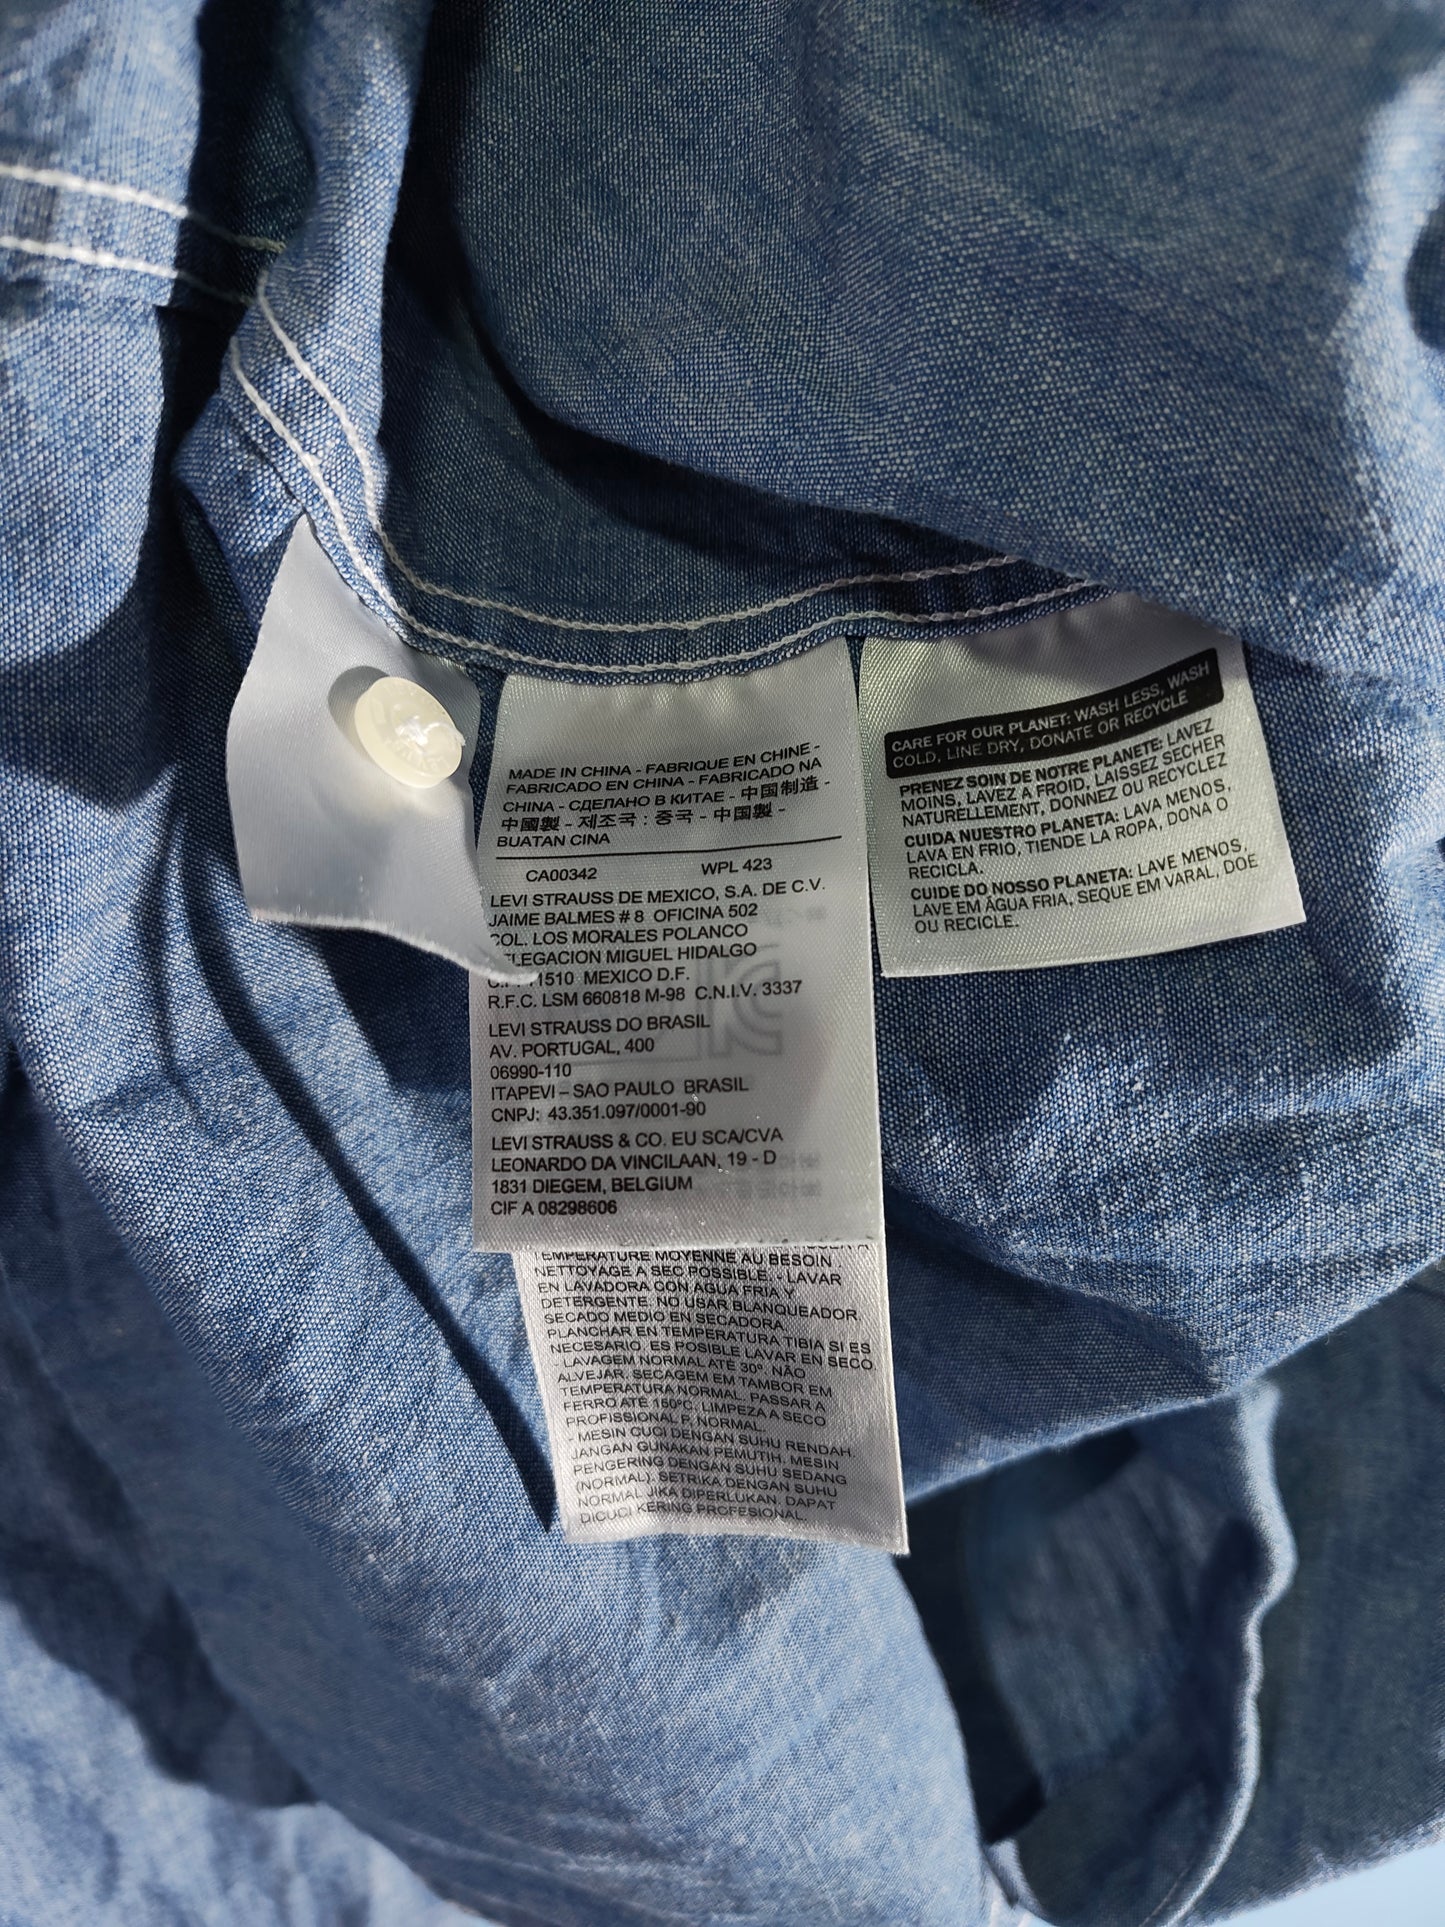 MADE IN CHINA - FABRIQUE EN CHINE -
FABRICADO EN CHINA - FABRICADO NA
CHINA - СДЕЛАНО В КИТАЕ - 中国制造 -
中國製 - 제조국 : 중국 - 中国製 -
BUATAN CINA
CA00342 WPL 423
LEVI STRAUSS DE MEXICO, S.A. DE C.V.
JAIME BALMES # 8 OFICINA 502
COL. LOS MORALES POLANCO
ELEGACION MIGUEL HIDALGO
11510 MEXICO D.F.
R.F.C. LSM 660818 M-98 C.N.I.V. 3337
LEVI STRAUSS DO BRASIL
AV. PORTUGAL, 400
06990-110
ITAPEVI – SAO PAULO BRASIL
CNPJ: 43.351.097/0001-90
LEVI STRAUSS & CO. EU SCA/CVA
LEONARDO DA VINCILAAN, 19 - D
1831 DIEGEM, BELGIUM
CIF A 08298606
TEMPERATURE MOYENNE AU BESOIN.
NETTOYAGE A SEC POSSIBLE. - LAVAR
EN LAVADORA CON AGUA FRIA Y
DETERGENTE. NO USAR BLANQUEADOR.
SECADO MEDIO EN SECADORA.
PLANCHAR EN TEMPERATURA TIBIA SI ES
NECESARIO. ES POSIBLE LAVAR EN SECO.
- LAVAGEM NORMAL ATÉ 30º. NÃO
ALVEJAR. SECAGEM EM TAMBOR EM
TEMPERATURA NORMAL. PASSAR A
FERRO ATÉ 150ºC. LIMPEZA A SECO
PROFISSIONAL P, NORMAL.
- MESIN CUCI DENGAN SUHU RENDAH.
JANGAN GUNAKAN PEMUTIH. MESIN
PENGERING DENGAN SUHU SEDANG
(NORMAL). SETRIKA DENGAN SUHU
NORMAL JIKA DIPERLUKAN. DAPAT
DICUCI KERING PROFESIONAL.
CARE FOR OUR PLANET: WASH LESS, WASH
COLD, LINE DRY, DONATE OR RECYCLE
PRENEZ SOIN DE NOTRE PLANETE: LAVEZ
MOINS, LAVEZ A FROID, LAISSEZ SECHER
NATURELLEMENT, DONNEZ OU RECYCLEZ
CUIDA NUESTRO PLANETA: LAVA MENOS,
LAVA EN FRIO, TIENDE LA ROPA, DONA O
RECICLA.
CUIDE DO NOSSO PLANETA: LAVE MENOS,
LAVE EM ÁGUA FRIA, SEQUE EM VARAL, DOE
OU RECICLE.